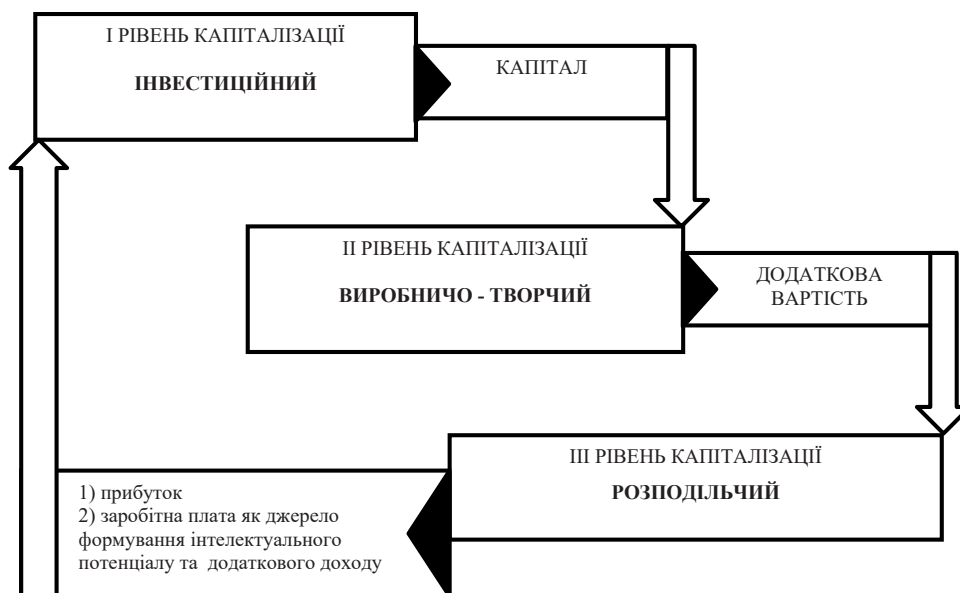 І РІВЕНЬ КАПІТАЛІЗАЦІЇ
ІНВЕСТИЦІЙНИЙ
КАПІТАЛ
ІІ РІВЕНЬ КАПІТАЛІЗАЦІЇ
ВИРОБНИЧО - ТВОРЧИЙ
ДОДАТКОВА
ВАРТІСТЬ
ІІІ РІВЕНЬ КАПІТАЛІЗАЦІЇ
РОЗПОДІЛЬЧИЙ
1) прибуток
2) заробітна плата як джерело
формування інтелектуального
потенціалу та додаткового доходу